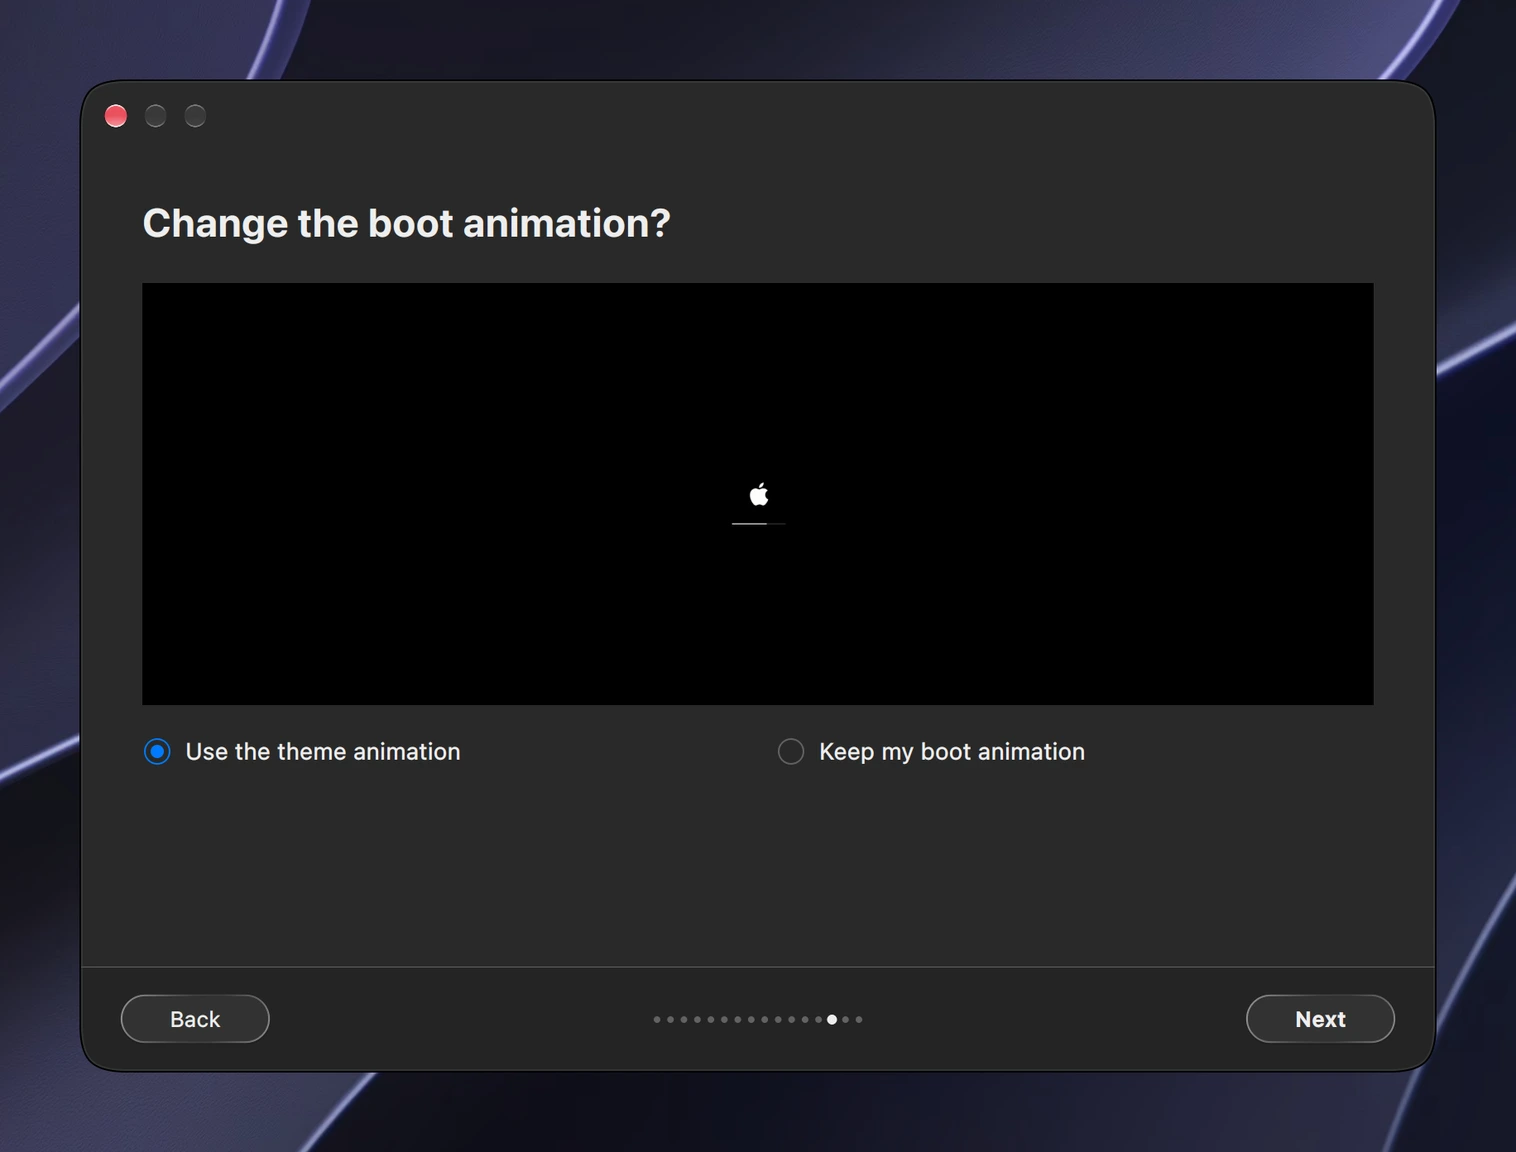 Change the boot animation?
Use the theme animation
Keep my boot animation
Back
Next